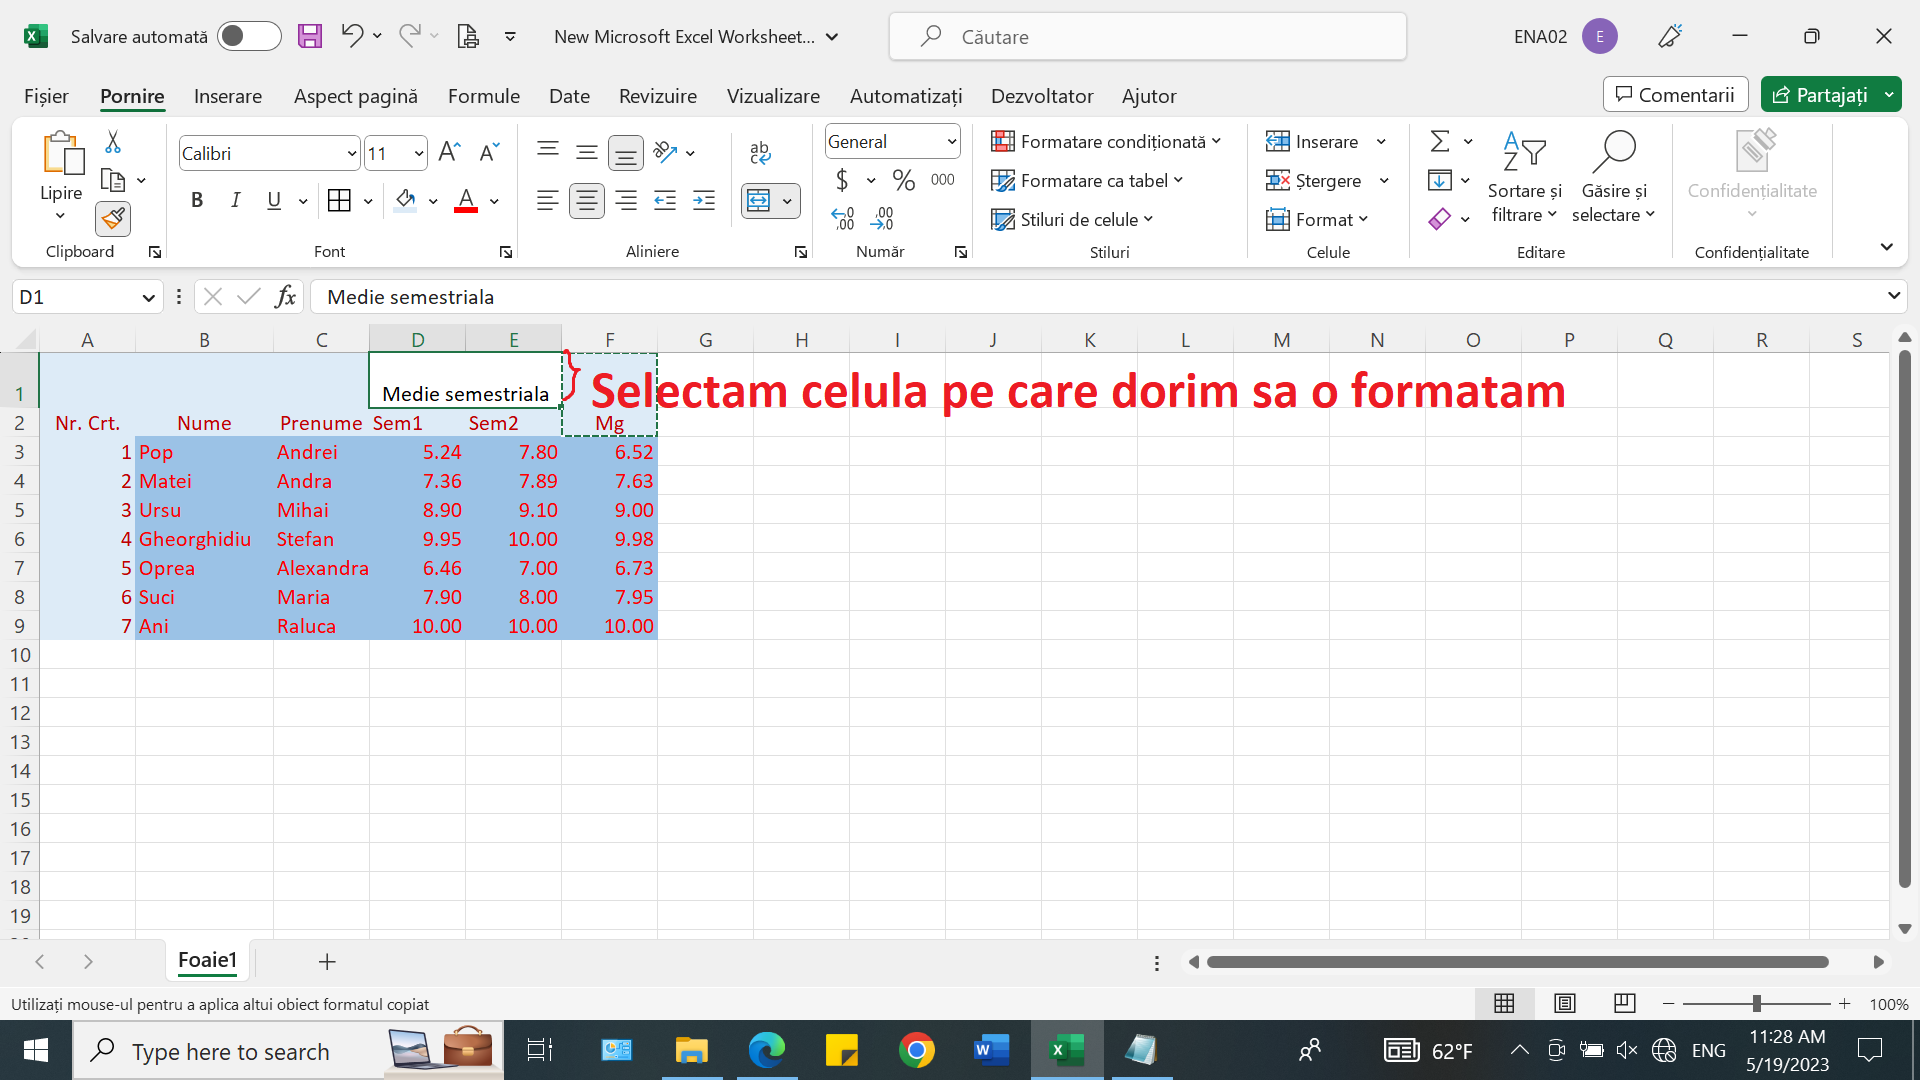 Salvare automată
New Microsoft Excel Worksheet...
Căutare
ENA02
E
Fișier Pornire Inserare Aspect pagină Formule Date Revizuire Vizualizare Automatizați Dezvoltator Ajutor
Comentarii
Partajați
Lipire
Clipboard
Calibri
11
B I U
A
Font
ab
Aliniere
General
$ % 000
Număr
Formatare condiționată
Formatare ca tabel
Stiluri de celule
Stiluri
Inserare
Ștergere
Format
Celule
Sortare și
filtrare
Găsire și
selectare
Editare
Confidențialitate
Confidențialitate
D1
fx
Medie semestriala
A B C D E F G H I J K L M N O P Q R S
1 Medie semestriala
Selectam celula pe care dorim sa o formatam
2 Nr. Crt. Nume Prenume Sem1 Sem2 Mg
3 1 Pop Andrei 5.24 7.80 6.52
4 2 Matei Andra 7.36 7.89 7.63
5 3 Ursu Mihai 8.90 9.10 9.00
6 4 Gheorghidiu Stefan 9.95 10.00 9.98
7 5 Oprea Alexandra 6.46 7.00 6.73
8 6 Suci Maria 7.90 8.00 7.95
9 7 Ani Raluca 10.00 10.00 10.00
10
11
12
13
14
15
16
17
18
19
Foaie1
Utilizați mouse-ul pentru a aplica altui obiect formatul copiat
100%
Type here to search
62°F
ENG
11:28 AM
5/19/2023